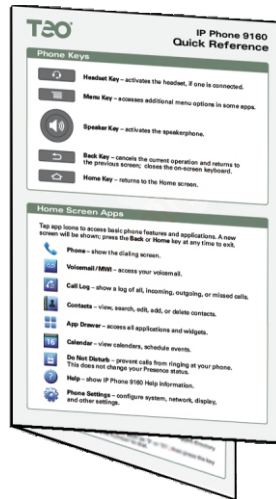 TEO
IP Phone 9160
Quick Reference
Phone Keys
Headset Key – activates the headset, if one is connected.
Menu Key – accesses additional menu options in some apps.
Speaker Key – activates the speakerphone.
Back Key – cancels the current operation and returns to
the previous screen; closes the on-screen keyboard.
Home Key – returns to the Home screen.
Home Screen Apps
Tap app icons to access basic phone features and applications. A new
screen will be shown; press the Back or Home key at any time to exit.
Phone – show the dialing screen.
Voicemail/MWI – access your voicemail.
Call Log – show a log of all, incoming, outgoing, or missed calls.
Contacts – view, search, edit, add, or delete contacts.
App Drawer – access all applications and widgets.
16
Calendar – view calendars, schedule events.
Do Not Disturb – prevent calls from ringing at your phone.
This does not change your Presence status.
Help – show IP Phone 9160 Help information.
Phone Settings – configure system, network, display,
and other settings.